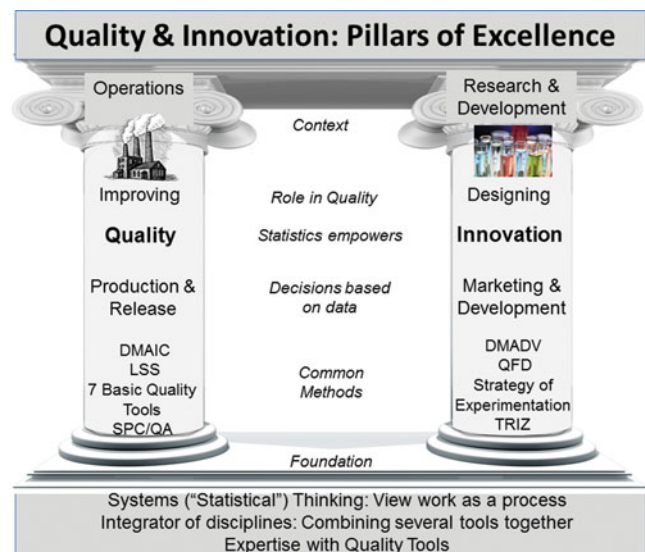 Quality & Innovation: Pillars of Excellence
Operations
Research &
Development
Context
Improving
Role in Quality
Designing
Quality
Statistics empowers
Innovation
Production &
Release
Decisions based
on data
Marketing &
Development
DMAIC
LSS
7 Basic Quality
Tools
SPC/QA
Common
Methods
DMADV
QFD
Strategy of
Experimentation
TRIZ
Foundation
Systems (“Statistical”) Thinking: View work as a process
Integrator of disciplines: Combining several tools together
Expertise with Quality Tools